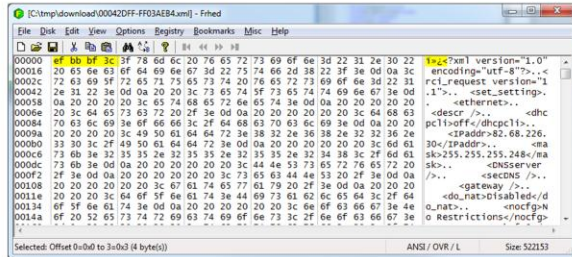 [C:\tmp\download\00042DFF-FF03AEB4.xml] - Frhed
File Disk Edit View Options Registry Bookmarks Misc Help
00000 ef bb bf 3c 3f 78 6d 6c 20 76 65 72 73 69 6f 6e 3d 22 31 2e 30 22 ï»¿<?xml version="1.0"
00016 20 65 6e 63 6f 64 69 6e 67 3d 22 75 74 66 2d 38 22 3f 3e 0d 0a 3c  encoding="utf-8"?>..<
0002c 72 63 69 5f 72 65 71 75 65 73 74 20 76 65 72 73 69 6f 6e 3d 22 31 rci_request version="1
00042 2e 31 22 3e 0d 0a 20 20 3c 73 65 74 5f 73 65 74 74 69 6e 67 3e 0d .1">..  <set_setting>.
00058 0a 20 20 20 20 3c 65 74 68 65 72 6e 65 74 3e 0d 0a 20 20 20 20 20 .    <ethernet>..
0006e 20 3c 64 65 73 63 72 20 2f 3e 0d 0a 20 20 20 20 20 20 3c 64 68 63  <descr />..      <dhc
00084 70 63 6c 69 3e 6f 66 66 3c 2f 64 68 63 70 63 6c 69 3e 0d 0a 20 20 pcli>off</dhcpcli>..
0009a 20 20 20 20 3c 49 50 61 64 64 72 3e 38 32 2e 36 38 2e 32 32 36 2e     <IPaddr>82.68.226.
000b0 33 30 3c 2f 49 50 61 64 64 72 3e 0d 0a 20 20 20 20 20 20 3c 6d 61 30</IPaddr>..      <ma
000c6 73 6b 3e 32 35 35 2e 32 35 35 2e 32 35 35 2e 32 34 38 3c 2f 6d 61 sk>255.255.255.248</ma
000dc 73 6b 3e 0d 0a 20 20 20 20 20 20 3c 44 4e 53 73 65 72 76 65 72 20 sk>..      <DNSserver
000f2 2f 3e 0d 0a 20 20 20 20 20 20 3c 73 65 63 44 4e 53 20 2f 3e 0d 0a />..      <secDNS />..
00108 20 20 20 20 20 20 3c 67 61 74 65 77 61 79 20 2f 3e 0d 0a 20 20 20       <gateway />..
0011e 20 20 20 3c 64 6f 5f 6e 61 74 3e 44 69 73 61 62 6c 65 64 3c 2f 64    <do_nat>Disabled</d
00134 6f 5f 6e 61 74 3e 0d 0a 20 20 20 20 20 20 3c 6e 6f 63 66 67 3e 4e o_nat>..      <nocfg>N
0014a 6f 20 52 65 73 74 72 69 63 74 69 6f 6e 73 3c 2f 6e 6f 63 66 67 3e o Restrictions</nocfg>
Selected: Offset 0=0x0 to 3=0x3 (4 byte(s)) ANSI / OVR / L Size: 522153